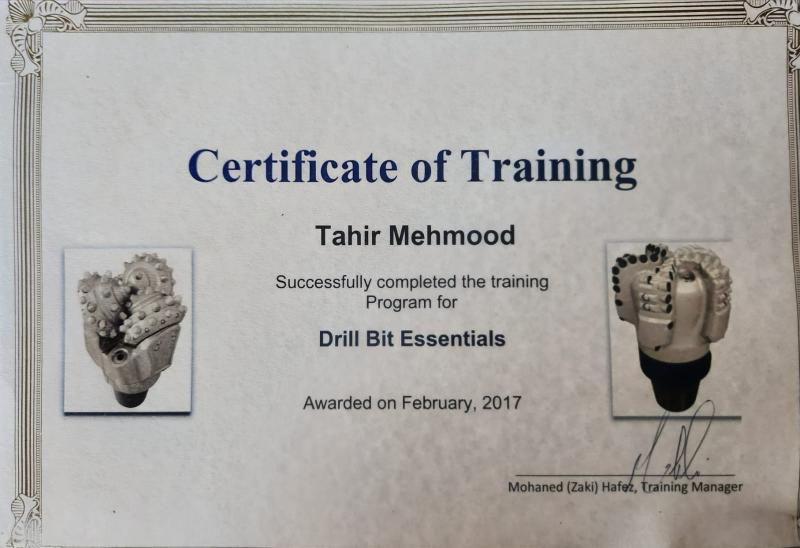 Certificate of Training
Tahir Mehmood
Successfully completed the training
Program for
Drill Bit Essentials
Awarded on February, 2017
Mohaned (Zaki) Hafez, Training Manager